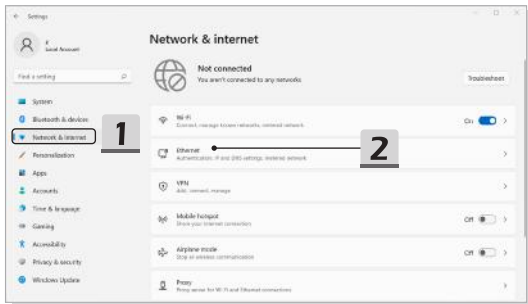 Settings
Network & internet
X
Local Account
Find a setting
Not connected
You aren't connected to any networks
Troubleshoot
System
Bluetooth & devices
Network & internet
Personalization
Apps
Accounts
Time & language
Gaming
Accessibility
Privacy & security
Windows Update
1
Wi-Fi
Connect, manage known networks, metered network
On
Ethernet
Authentication, IP and DNS settings, metered network
2
VPN
Add, connect, manage
Mobile hotspot
Share your internet connection
Off
Airplane mode
Stop all wireless communication
Off
Proxy
Proxy server for Wi-Fi and Ethernet connections